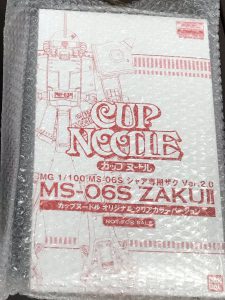 CUP
NOODLE
カップヌードル
MG 1/100 MS-06S シャア専用ザク Ver.2.0
MS-06S ZAKUII
カップヌードル オリジナル クリアカラーバージョン
NOT FOR SALE
BANDAI